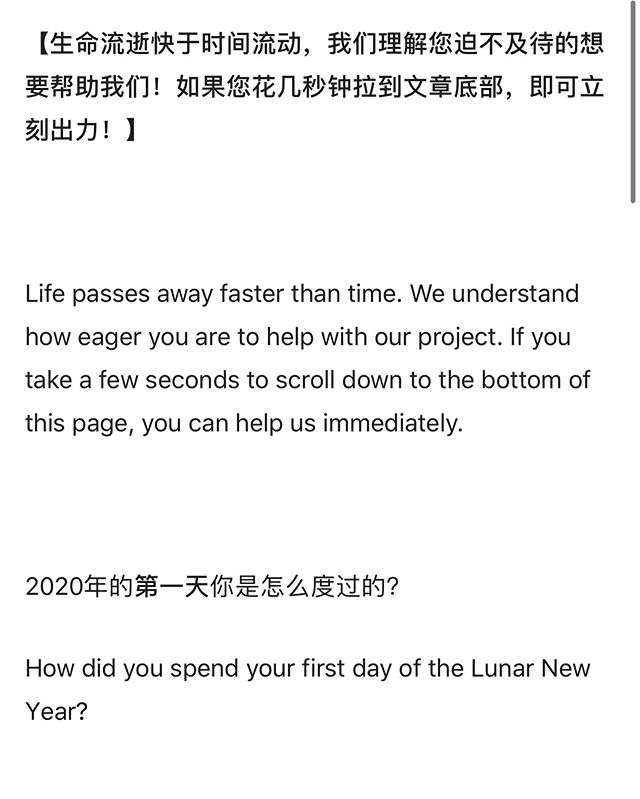 【生命流逝快于时间流动，我们理解您迫不及待的想
要帮助我们！如果您花几秒钟拉到文章底部，即可立
刻出力！】
Life passes away faster than time. We understand
how eager you are to help with our project. If you
take a few seconds to scroll down to the bottom of
this page, you can help us immediately.
2020年的第一天你是怎么度过的?
How did you spend your first day of the Lunar New
Year?